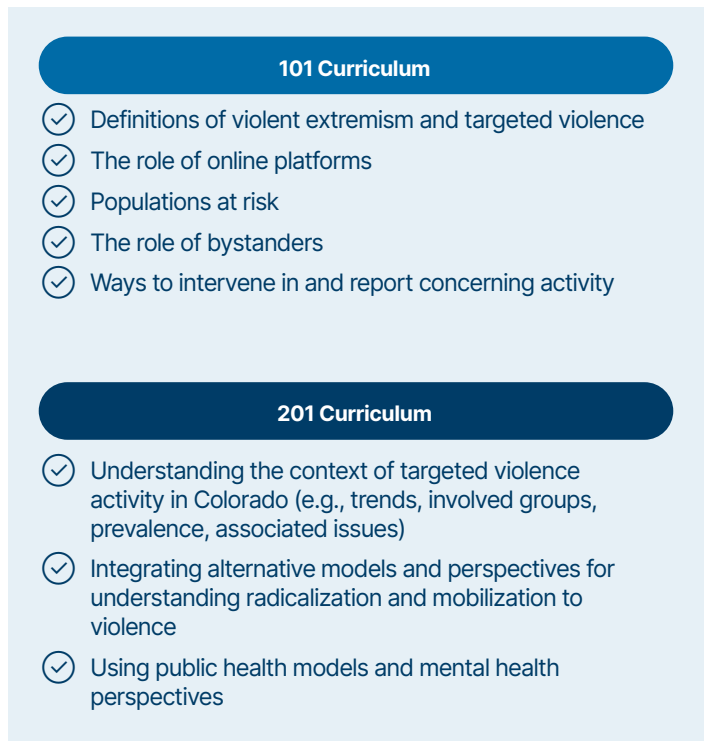 101 Curriculum
Definitions of violent extremism and targeted violence
The role of online platforms
Populations at risk
The role of bystanders
Ways to intervene in and report concerning activity
201 Curriculum
Understanding the context of targeted violence
activity in Colorado (e.g., trends, involved groups,
prevalence, associated issues)
Integrating alternative models and perspectives for
understanding radicalization and mobilization to
violence
Using public health models and mental health
perspectives